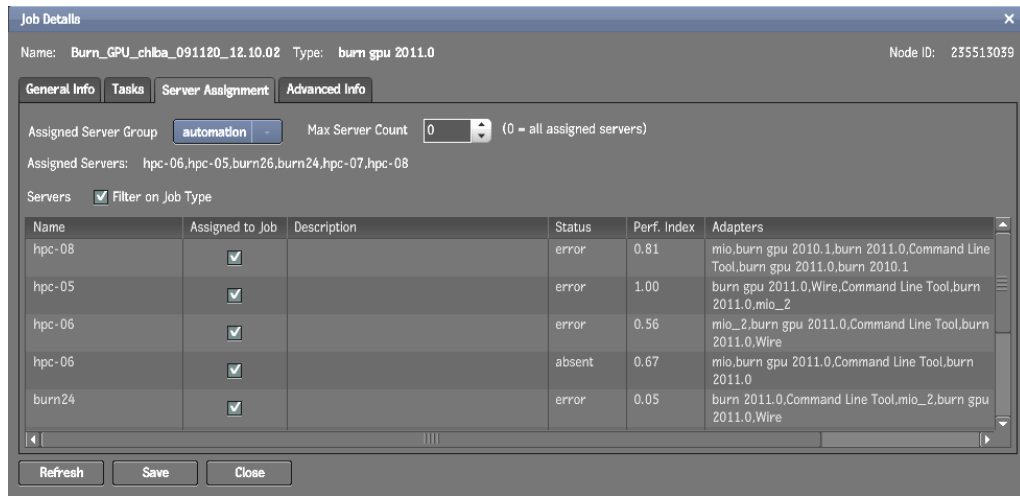 Job Details
Name: Burn_GPU_chiba_091120_12.10.02 Type: burn gpu 2011.0 Node ID: 235513039
General Info Tasks Server Assignment Advanced Info
Assigned Server Group automation Max Server Count 0 (0 = all assigned servers)
Assigned Servers: hpc-06,hpc-05,burn26,burn24,hpc-07,hpc-08
Servers Filter on Job Type
Name Assigned to Job Description Status Perf. Index Adapters
hpc-08 error 0.81 mio,burn gpu 2010.1,burn 2011.0,Command Line
Tool,burn gpu 2011.0,burn 2010.1
hpc-05 error 1.00 burn gpu 2011.0,Wire,Command Line Tool,burn
2011.0,mio_2
hpc-06 error 0.56 mio_2,burn gpu 2011.0,Command Line Tool,burn
2011.0,Wire
hpc-06 absent 0.67 mio,burn gpu 2011.0,Command Line Tool,burn
2011.0
burn24 error 0.05 burn 2011.0,Command Line Tool,mio_2,burn gpu
2011.0,Wire
Refresh Save Close